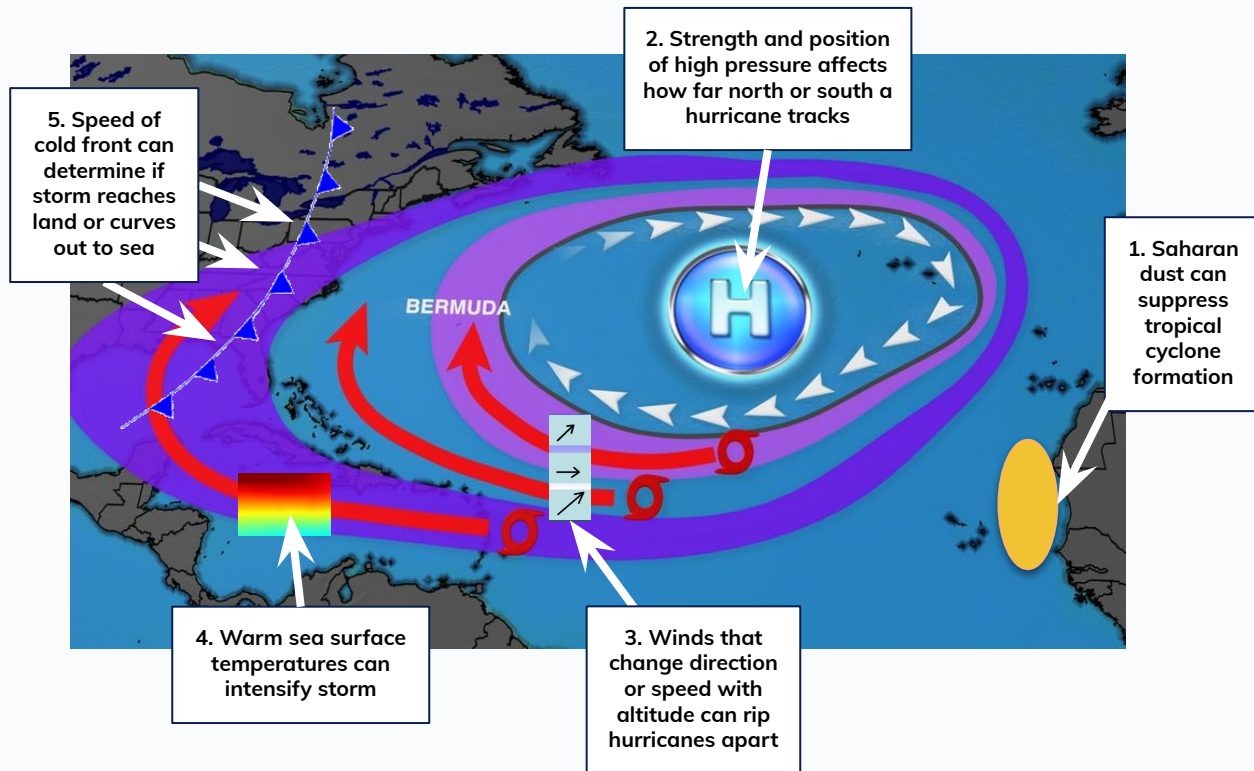 2. Strength and position
of high pressure affects
how far north or south a
hurricane tracks
5. Speed of
cold front can
determine if
storm reaches
land or curves
out to sea
1. Saharan
dust can
suppress
tropical
cyclone
formation
BERMUDA
H
4. Warm sea surface
temperatures can
intensify storm
3. Winds that
change direction
or speed with
altitude can rip
hurricanes apart